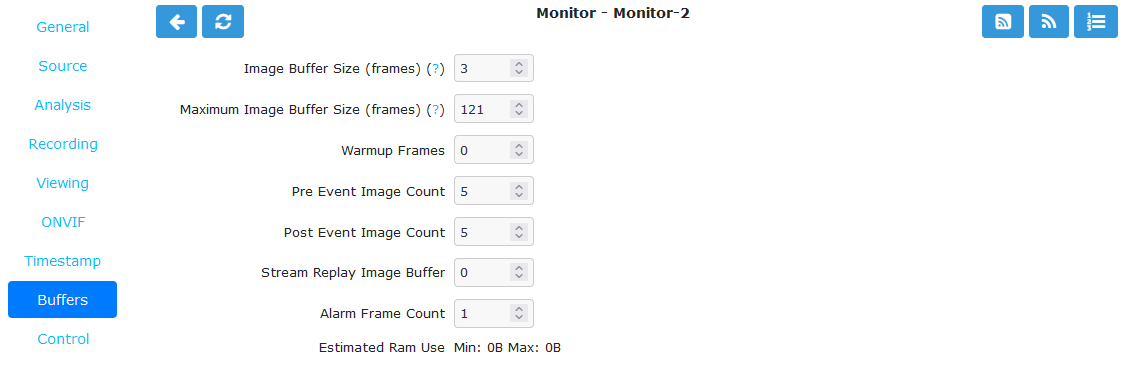 Monitor - Monitor-2
General
Source
Analysis
Recording
Viewing
ONVIF
Timestamp
Buffers
Control
Image Buffer Size (frames) (?) 3
Maximum Image Buffer Size (frames) (?) 121
Warmup Frames 0
Pre Event Image Count 5
Post Event Image Count 5
Stream Replay Image Buffer 0
Alarm Frame Count 1
Estimated Ram Use Min: 0B Max: 0B